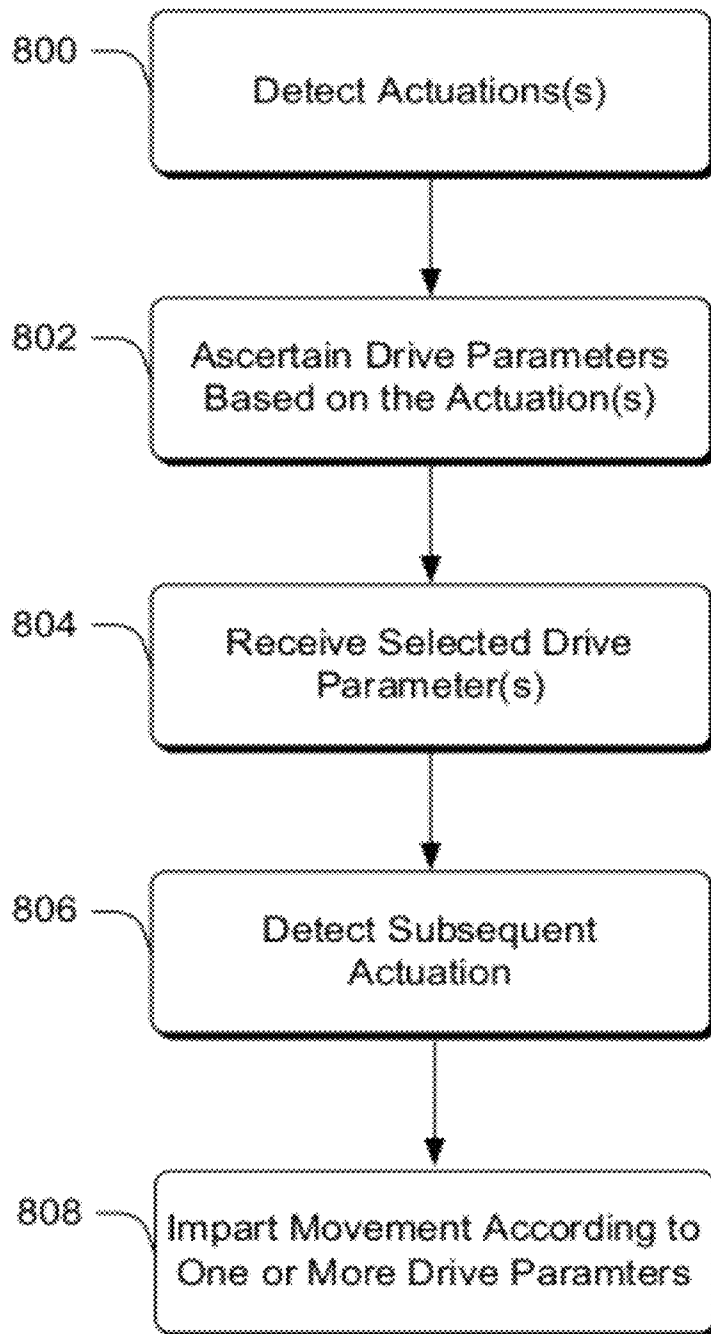 800
Detect Actuations(s)
802
Ascertain Drive Parameters
Based on the Actuation(s)
804
Receive Selected Drive
Parameter(s)
806
Detect Subsequent
Actuation
808
Impart Movement According to
One or More Drive Paramters